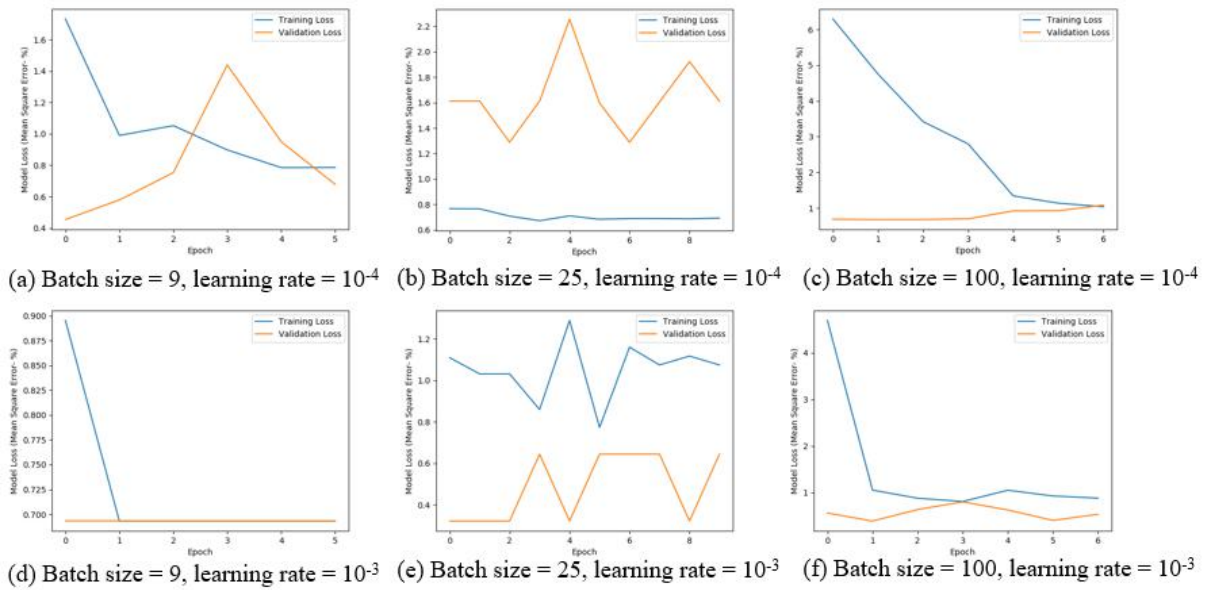 Training Loss
Validation Loss
Model Loss (Mean Square Error- %)
1.6
1.4
1.2
1.0
0.8
0.6
0.4
0 1 2 3 4 5
Epoch
(a) Batch size = 9, learning rate = 10-4
Training Loss
Validation Loss
Model Loss (Mean Square Error- %)
2.2
2.0
1.8
1.6
1.4
1.2
1.0
0.8
0.6
0 2 4 6 8
Epoch
(b) Batch size = 25, learning rate = 10-4
Training Loss
Validation Loss
Model Loss (Mean Square Error- %)
6
5
4
3
2
1
0 1 2 3 4 5 6
Epoch
(c) Batch size = 100, learning rate = 10-4
Training Loss
Validation Loss
Model Loss (Mean Square Error- %)
0.900
0.875
0.850
0.825
0.800
0.775
0.750
0.725
0.700
0 1 2 3 4 5
Epoch
(d) Batch size = 9, learning rate = 10-3
Training Loss
Validation Loss
Model Loss (Mean Square Error- %)
1.2
1.0
0.8
0.6
0.4
0 2 4 6 8
Epoch
(e) Batch size = 25, learning rate = 10-3
Training Loss
Validation Loss
Model Loss (Mean Square Error- %)
4
3
2
1
0 1 2 3 4 5 6
Epoch
(f) Batch size = 100, learning rate = 10-3